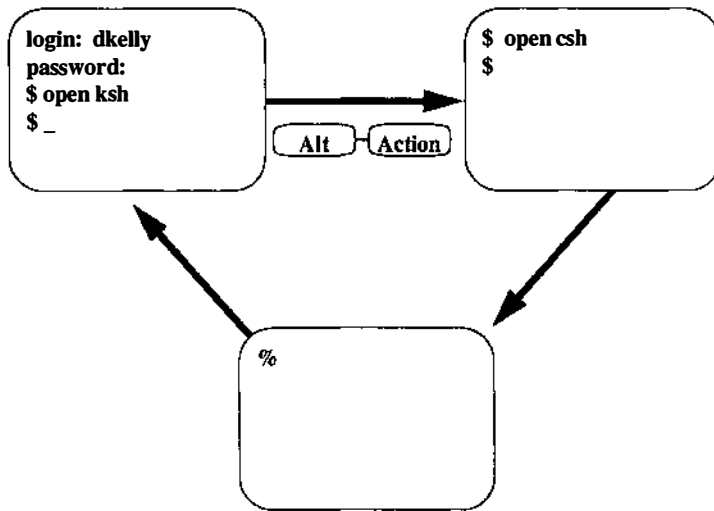 login: dkelly
password:
$ open ksh
$ _
Alt Action
$ open csh
$
%